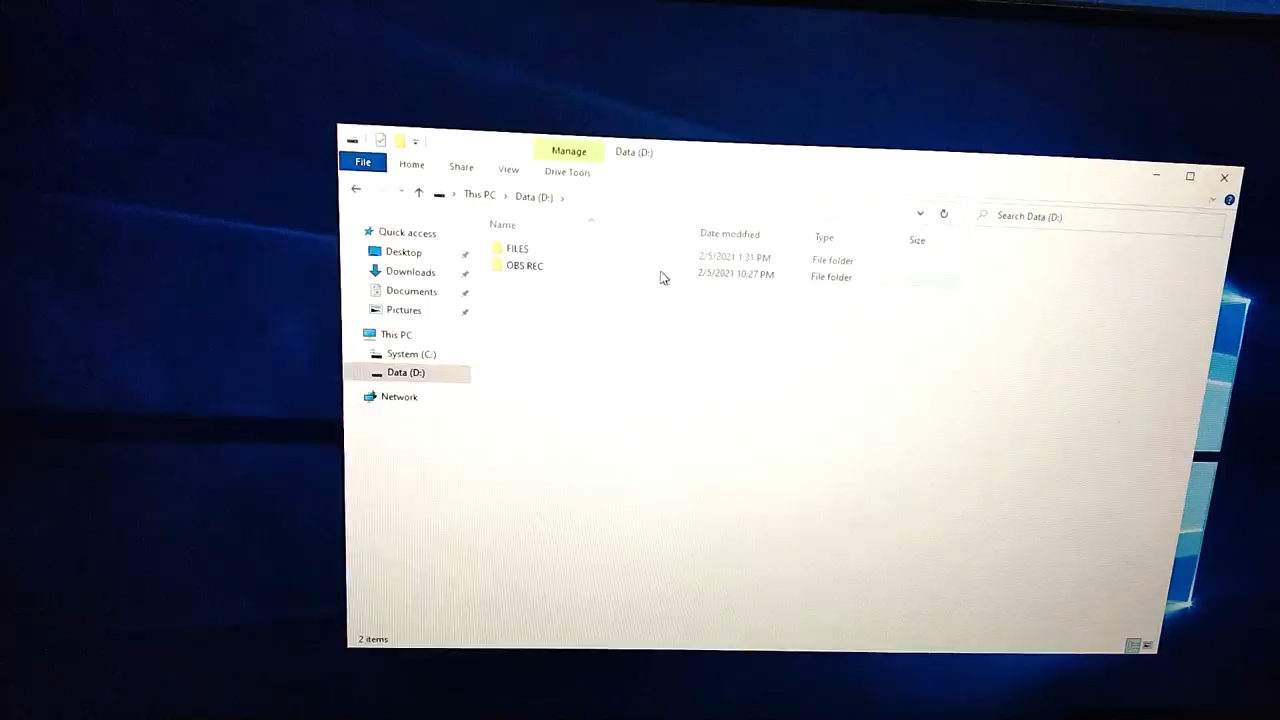 Manage Data (D:)
File Home Share View Drive Tools
This PC Data (D:)
Search Data (D:)
Name Date modified Type Size
Quick access
Desktop
Downloads
Documents
Pictures
This PC
System (C:)
Data (D:)
Network
FILES 2/5/2021 1:31 PM File folder
OBS REC 2/5/2021 10:27 PM File folder
2 items